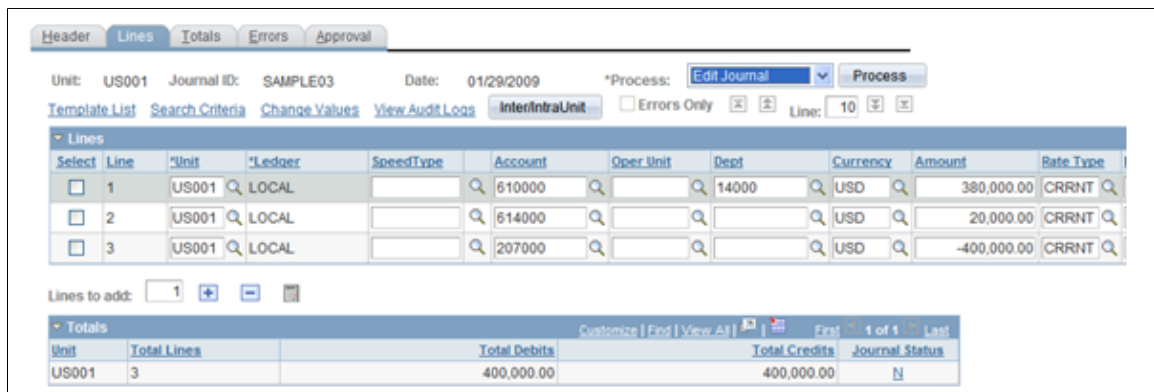 Header Lines Totals Errors Approval
Unit: US001 Journal ID: SAMPLE03 Date: 01/29/2009 *Process: Edit Journal Process
Template List Search Criteria Change Values View Audit Logs Inter/IntraUnit Errors Only Line: 10
Lines
Select Line *Unit *Ledger SpeedType Account Oper Unit Dept Currency Amount Rate Type
1 US001 LOCAL 610000 14000 USD 380,000.00 CRRNT
2 US001 LOCAL 614000 USD 20,000.00 CRRNT
3 US001 LOCAL 207000 USD -400,000.00 CRRNT
Lines to add: 1
Totals Customize | Find | View All | | First 1 of 1 Last
Unit Total Lines Total Debits Total Credits Journal Status
US001 3 400,000.00 400,000.00 N